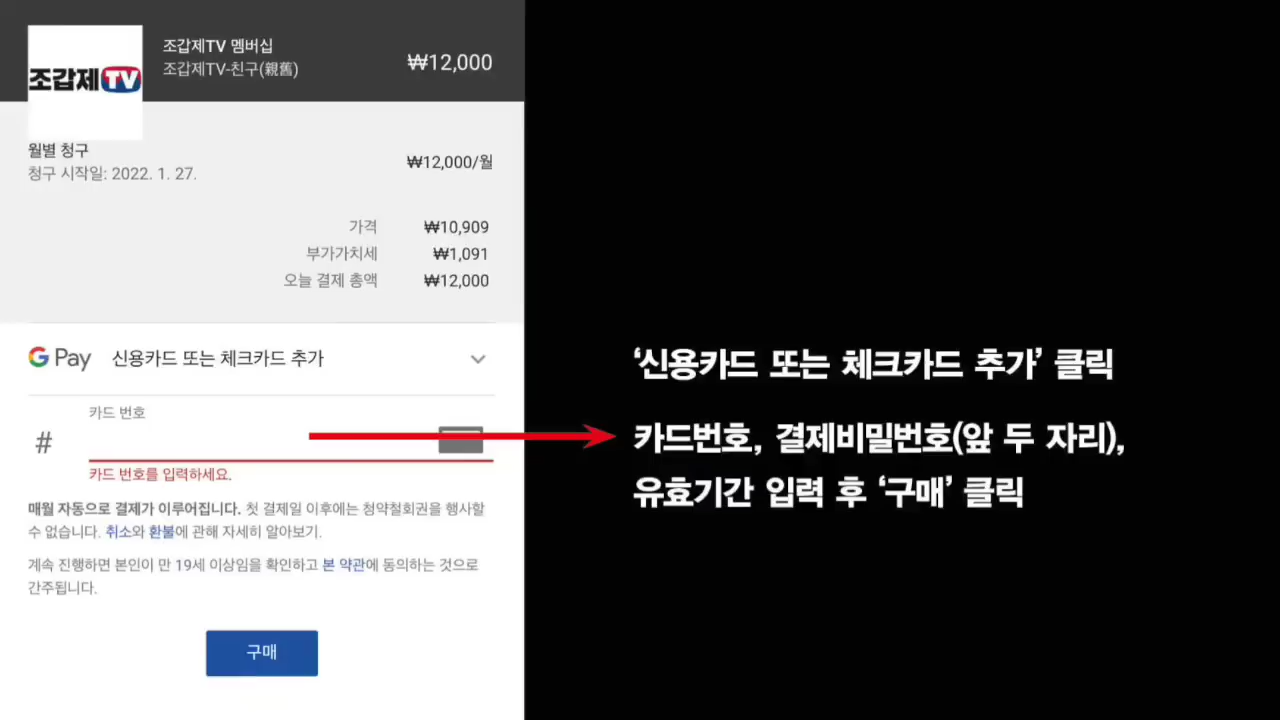 조갑제TV
조갑제TV 멤버십
조갑제TV-친구(親舊)
₩12,000
월별 청구
청구 시작일: 2022. 1. 27.
₩12,000/월
가격 ₩10,909
부가가치세 ₩1,091
오늘 결제 총액 ₩12,000
G Pay 신용카드 또는 체크카드 추가
카드 번호
#
카드 번호를 입력하세요.
매월 자동으로 결제가 이루어집니다. 첫 결제일 이후에는 청약철회권을 행사할
수 없습니다. 취소와 환불에 관해 자세히 알아보기.
계속 진행하면 본인이 만 19세 이상임을 확인하고 본 약관에 동의하는 것으로
간주됩니다.
구매
‘신용카드 또는 체크카드 추가’ 클릭
카드번호, 결제비밀번호(앞 두 자리),
유효기간 입력 후 ‘구매’ 클릭